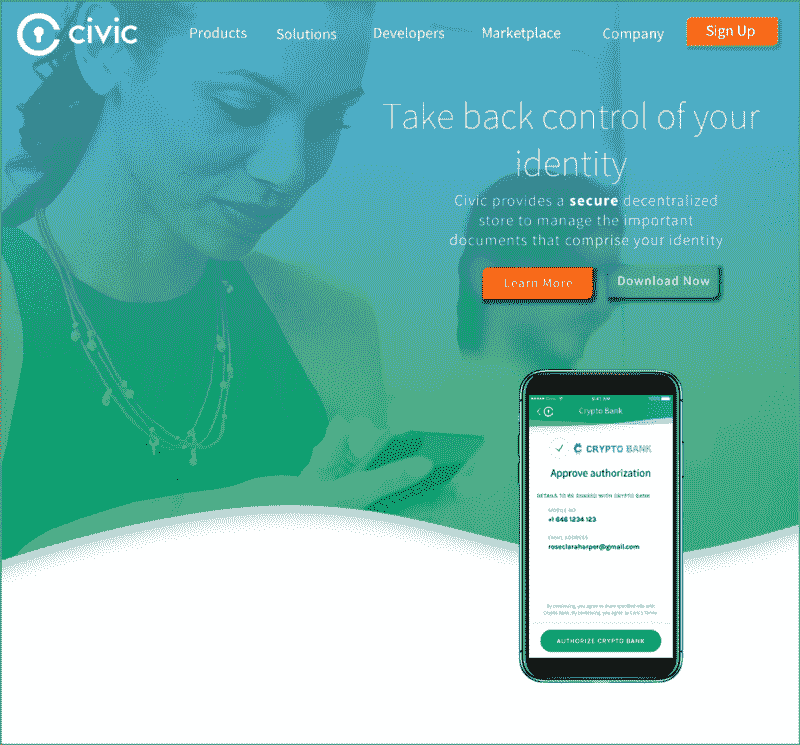 civic
Products
Solutions
Developers
Marketplace
Company
Sign Up
Take back control of your
identity
Civic provides a secure decentralized
store to manage the important
documents that comprise your identity
Learn More
Download Now
Crypto Bank
CRYPTO BANK
Approve authorization
DETAILS TO BE SHARED WITH CRYPTO BANK
MOBILE NO
+1 646 1234 123
EMAIL ADDRESS
roseclaraharper@gmail.com
AUTHORIZE CRYPTO BANK